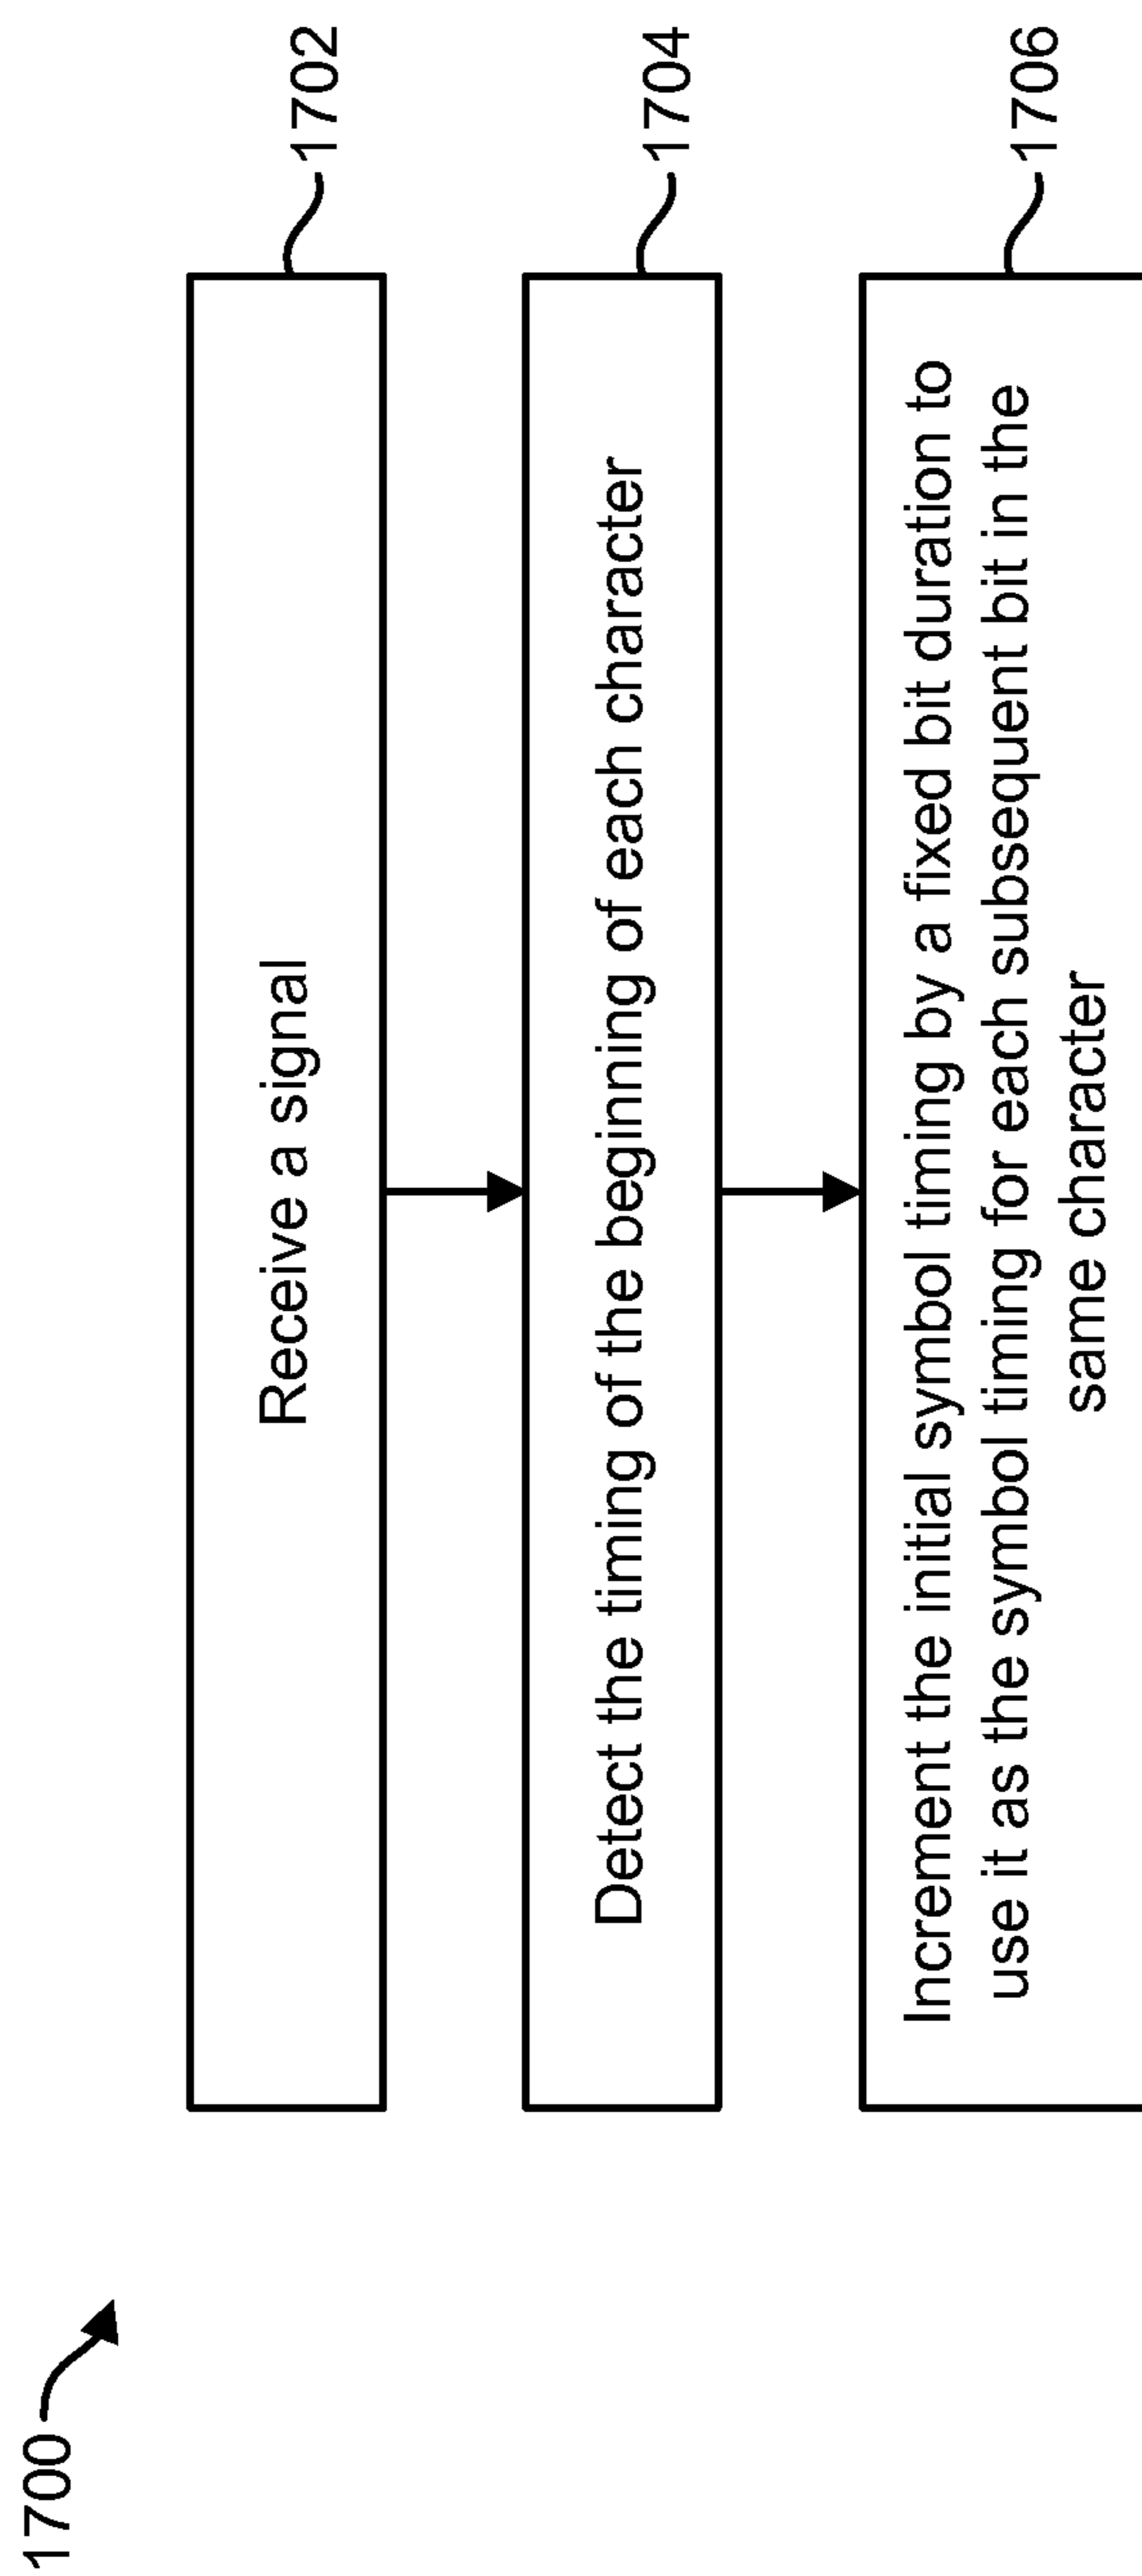 1700
Receive a signal
1702
Detect the timing of the beginning of each character
1704
Increment the initial symbol timing by a fixed bit duration to
use it as the symbol timing for each subsequent bit in the
same character
1706